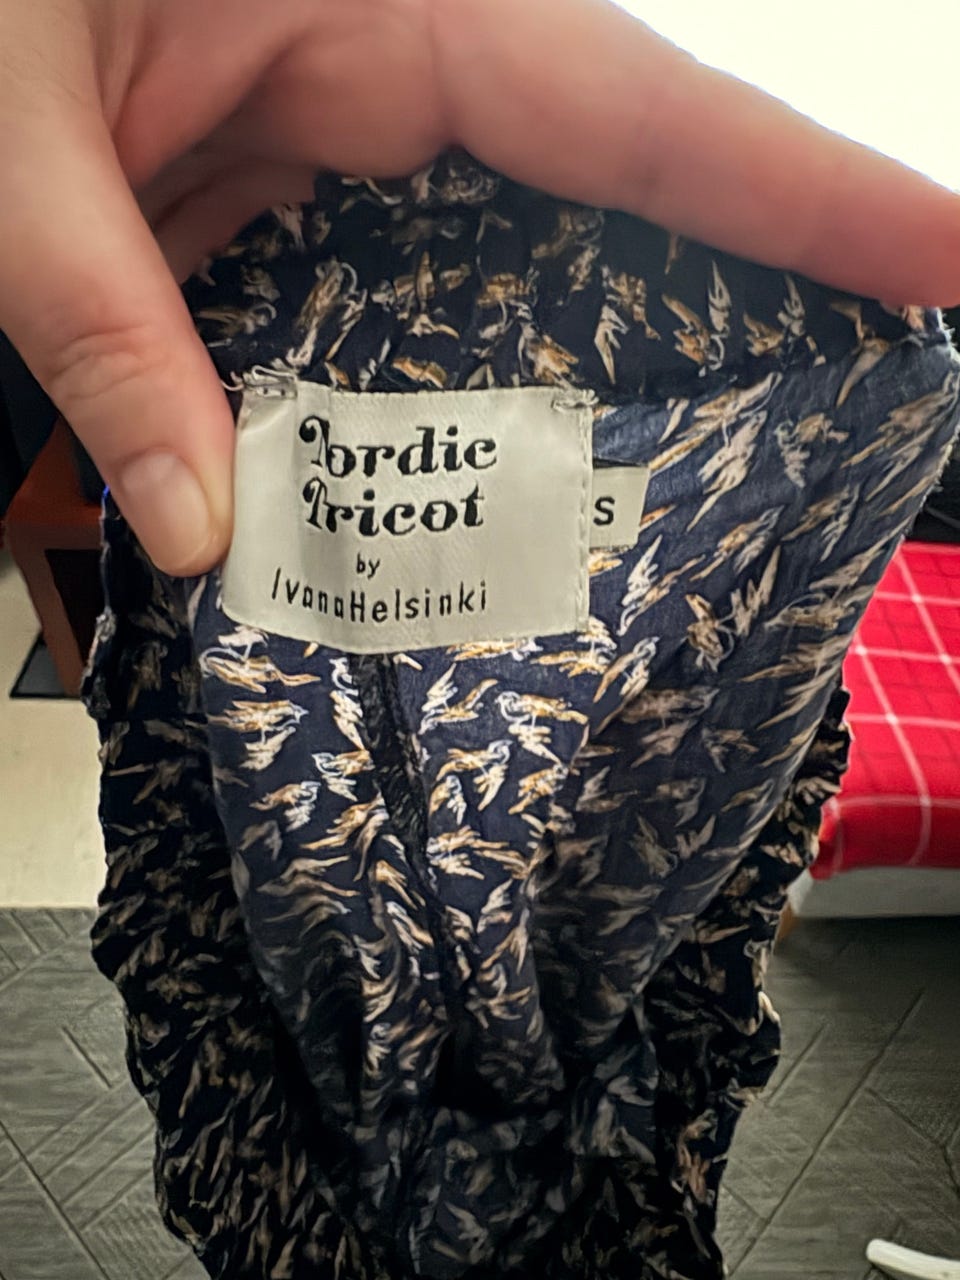 Nordic
Tricot
by
IvanaHelsinki
S